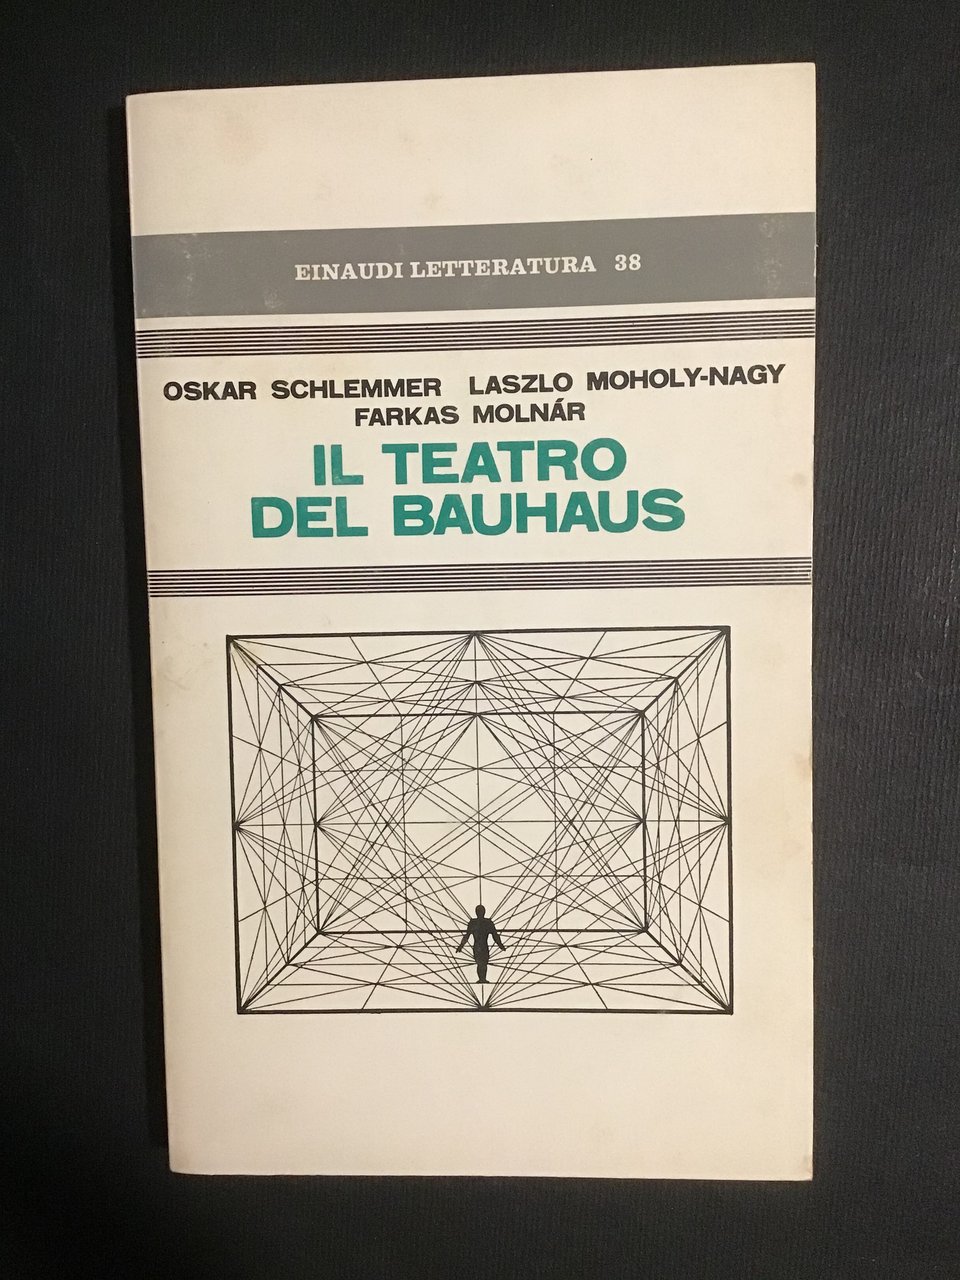 EINAUDI LETTERATURA 38
OSKAR SCHLEMMER LASZLO MOHOLY-NAGY
FARKAS MOLNÁR
IL TEATRO
DEL BAUHAUS